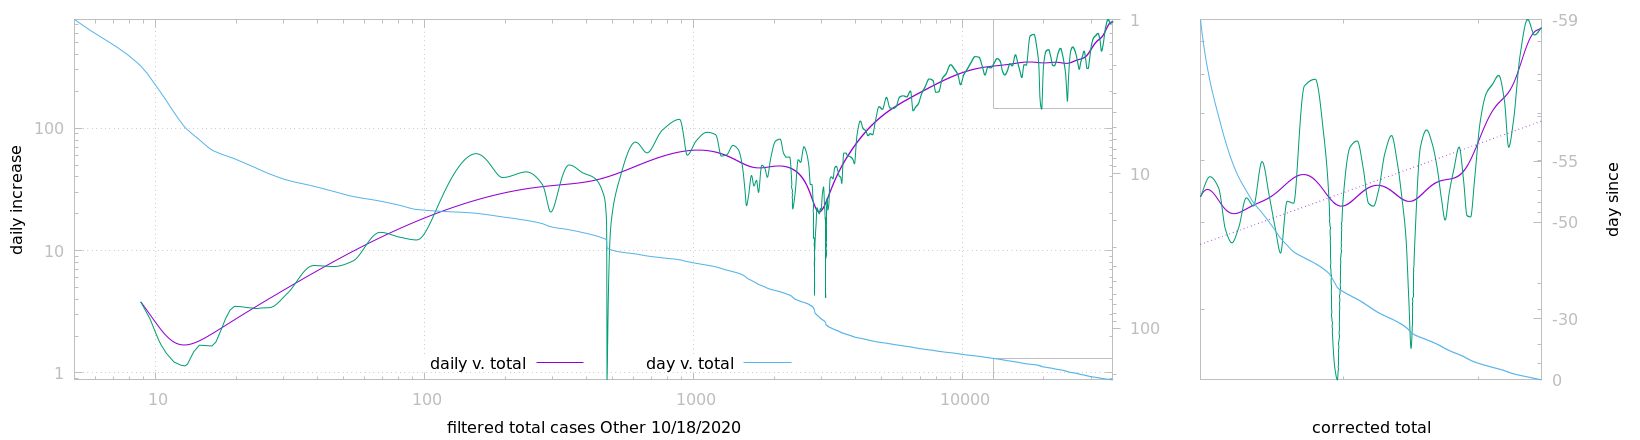 daily increase
100
10
1
10
100
1000
10000
1
10
100
daily v. total
day v. total
filtered total cases Other 10/18/2020
-59
-55
-50
-30
0
day since
corrected total